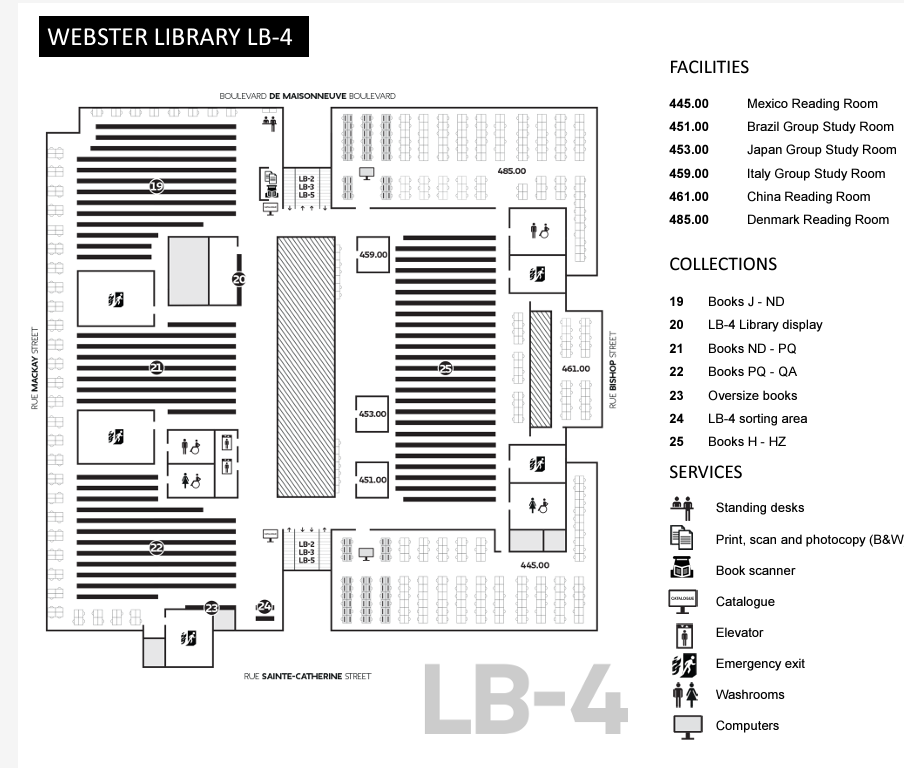 WEBSTER LIBRARY LB-4
BOULEVARD DE MAISONNEUVE BOULEVARD
19
LB-2
LB-3
LB-5
485.00
459.00
20
RUE MACKAY STREET
21
25
461.00
RUE BISHOP STREET
453.00
451.00
22
LB-2
LB-3
LB-5
445.00
23
24
RUE SAINTE-CATHERINE STREET
LB-4
FACILITIES
445.00 Mexico Reading Room
451.00 Brazil Group Study Room
453.00 Japan Group Study Room
459.00 Italy Group Study Room
461.00 China Reading Room
485.00 Denmark Reading Room
COLLECTIONS
19 Books J - ND
20 LB-4 Library display
21 Books ND - PQ
22 Books PQ - QA
23 Oversize books
24 LB-4 sorting area
25 Books H - HZ
SERVICES
Standing desks
Print, scan and photocopy (B&W
Book scanner
CATALOGUE Catalogue
Elevator
Emergency exit
Washrooms
Computers